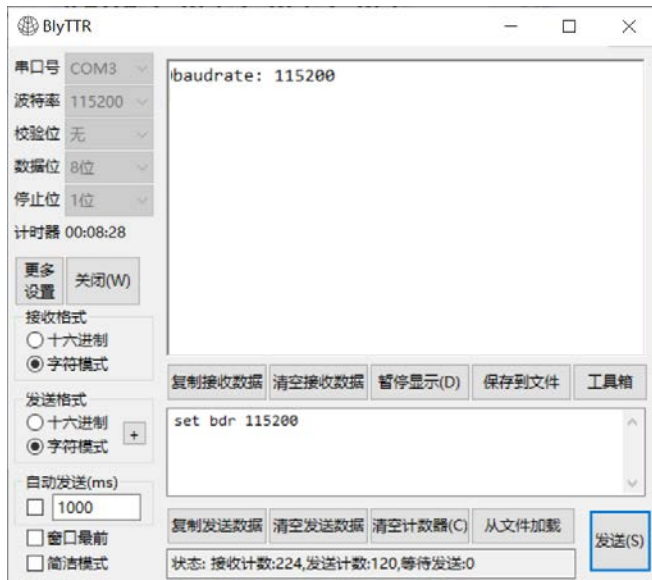 BlyTTR
串口号 COM3
波特率 115200
校验位 无
数据位 8位
停止位 1位
计时器 00:08:28
更多
设置
关闭(W)
接收格式
十六进制
字符模式
发送格式
十六进制
+
字符模式
自动发送(ms)
1000
窗口最前
简洁模式
baudrate: 115200
复制接收数据 清空接收数据 暂停显示(D) 保存到文件 工具箱
set bdr 115200
复制发送数据 清空发送数据 清空计数器(C) 从文件加载
发送(S)
状态: 接收计数:224,发送计数:120,等待发送:0